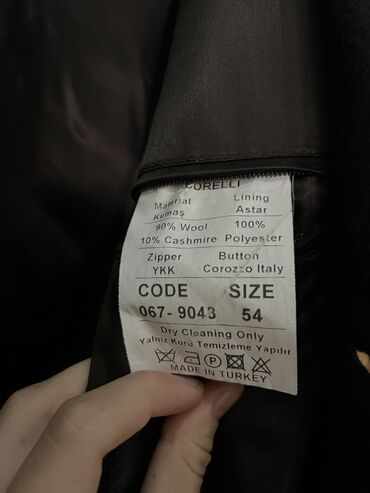 CORELLI
Material Lining
Kumaş Astar
90% Wool 100%
10% Cashmire Polyester
Zipper Button
YKK Corozzo Italy
CODE SIZE
067-9043 54
Dry Cleaning Only
Yalnız Kuru Temizleme Yapılır
P
MADE IN TURKEY